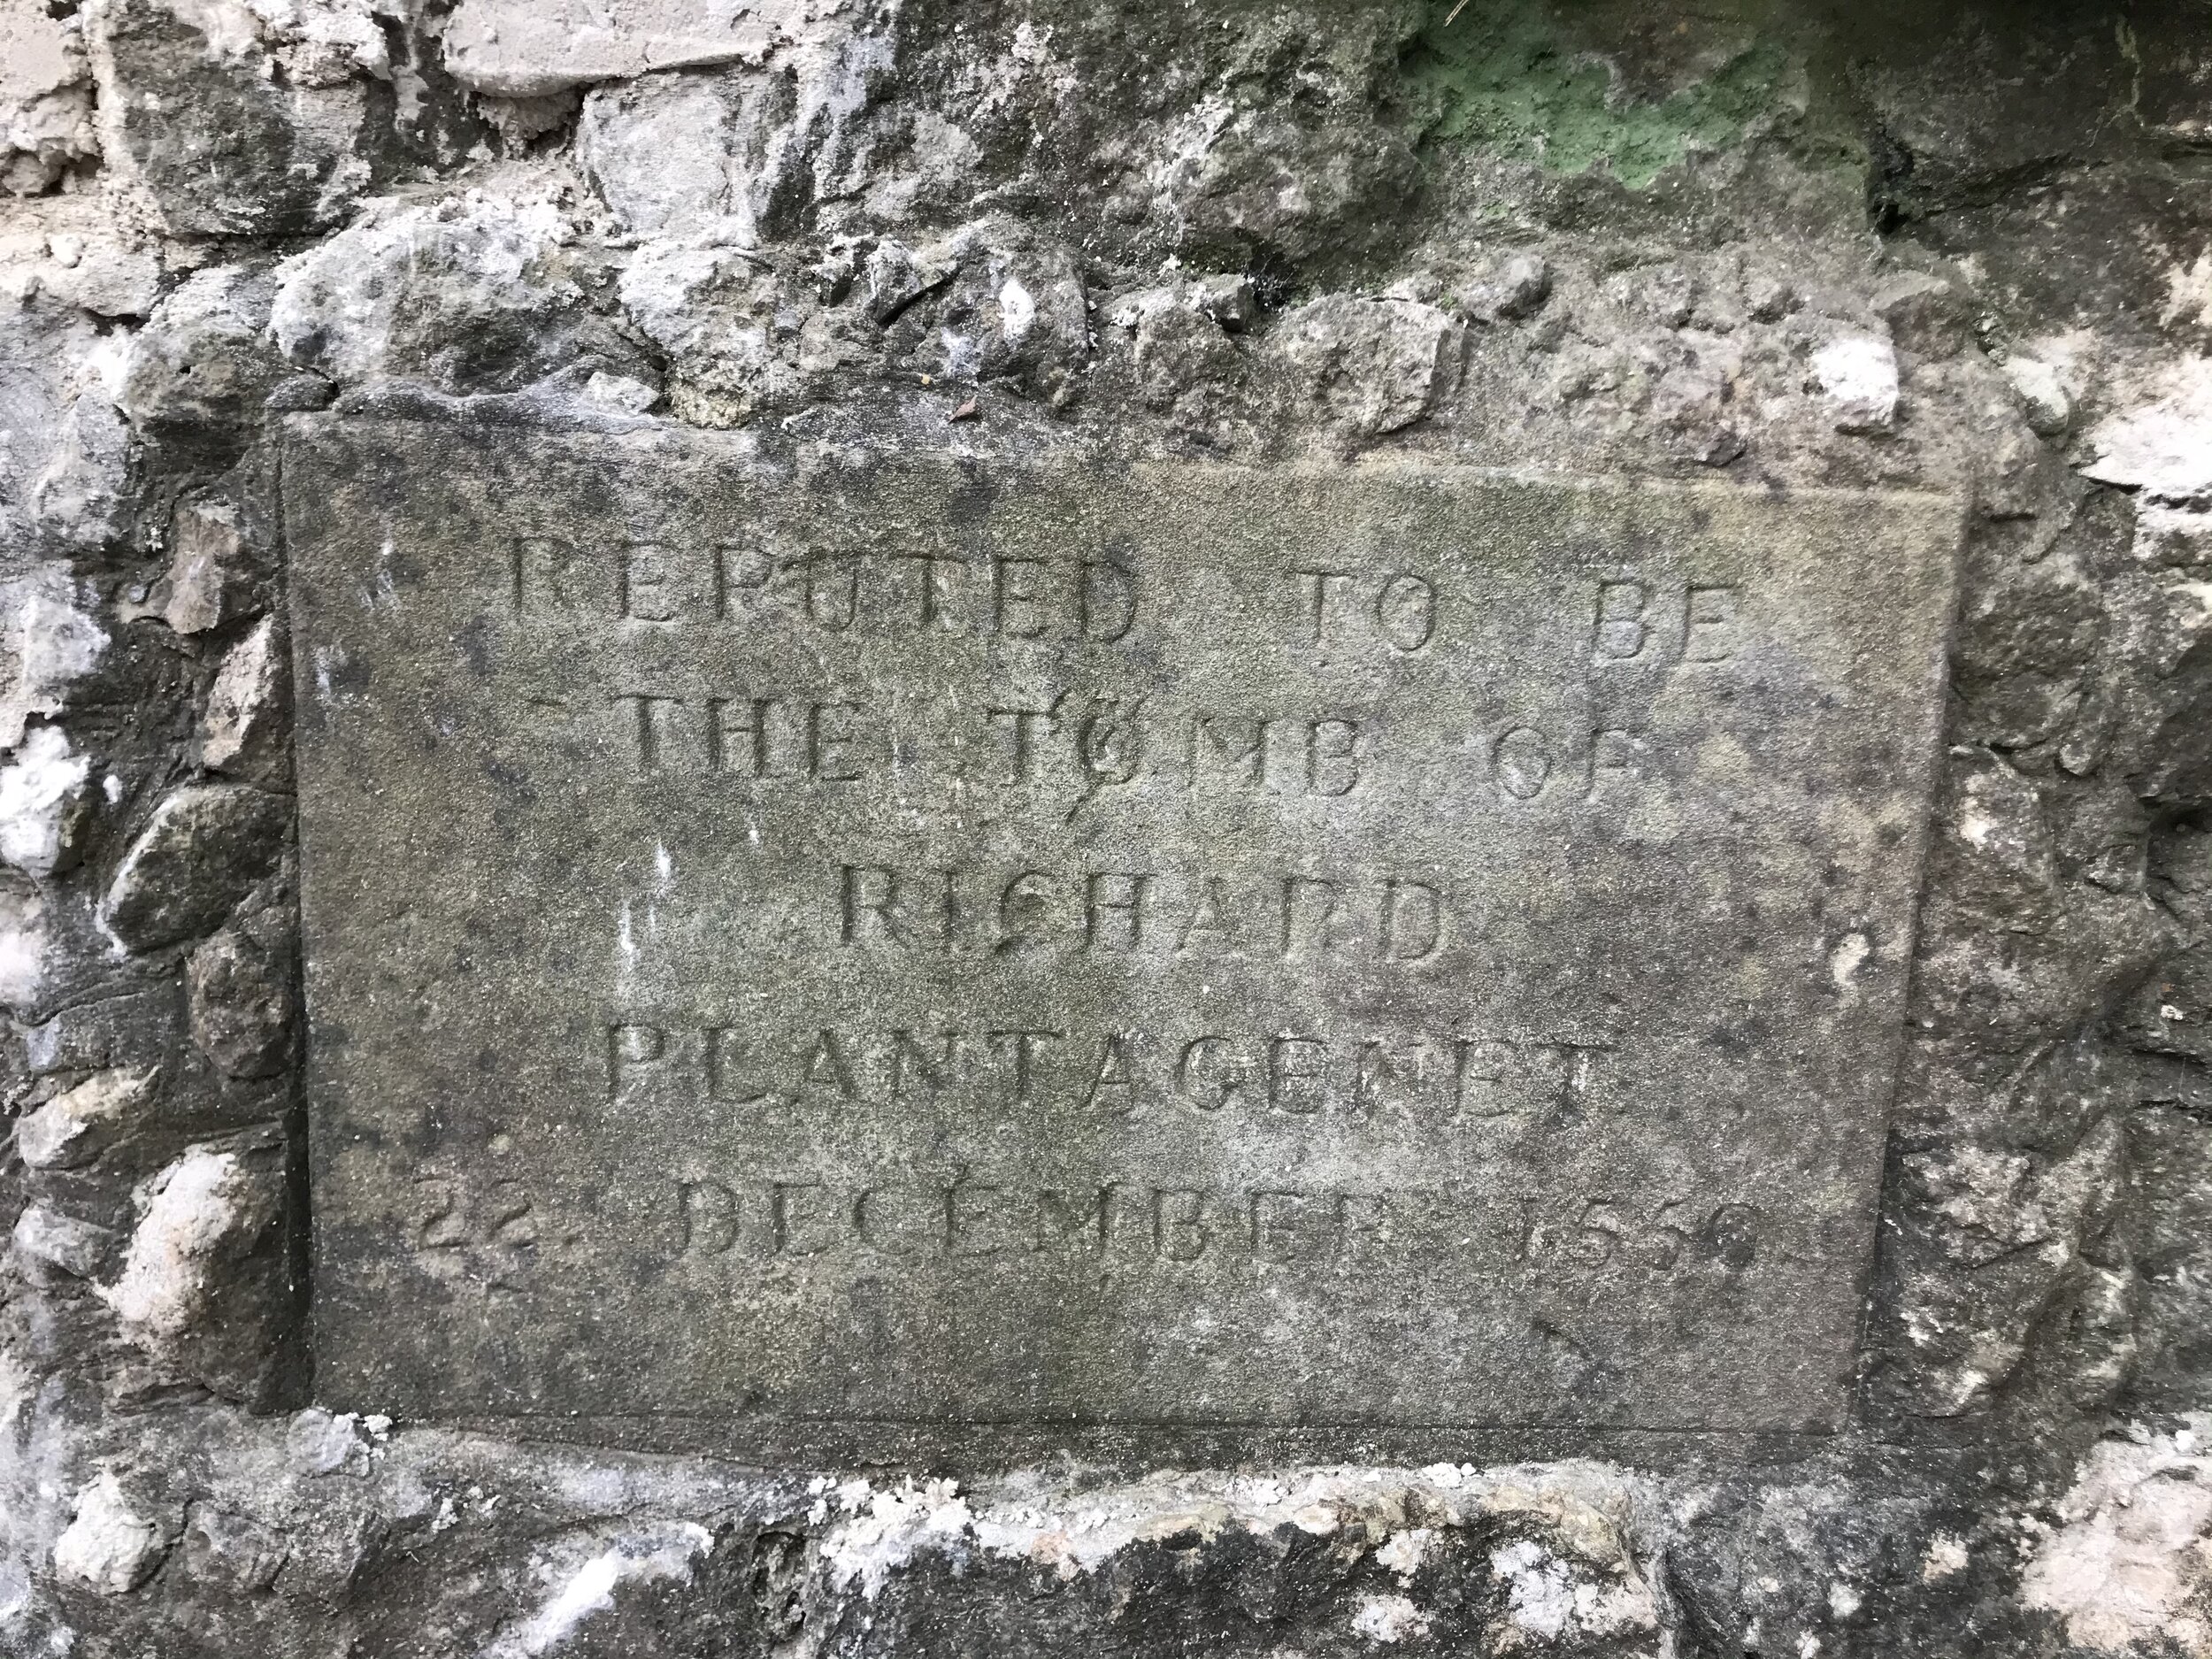 REPUTED TO BE
THE TOMB OF
RICHARD
PLANTAGENET
22 DECEMBER 1550